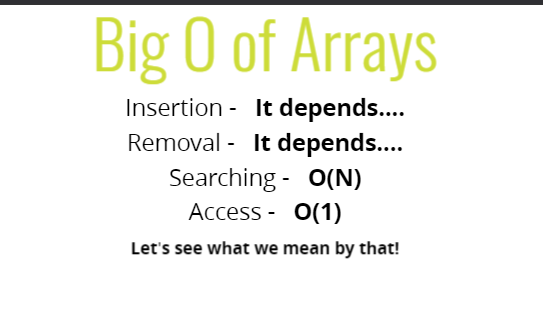 Big O of Arrays
Insertion - It depends....
Removal - It depends....
Searching - O(N)
Access - O(1)
Let's see what we mean by that!